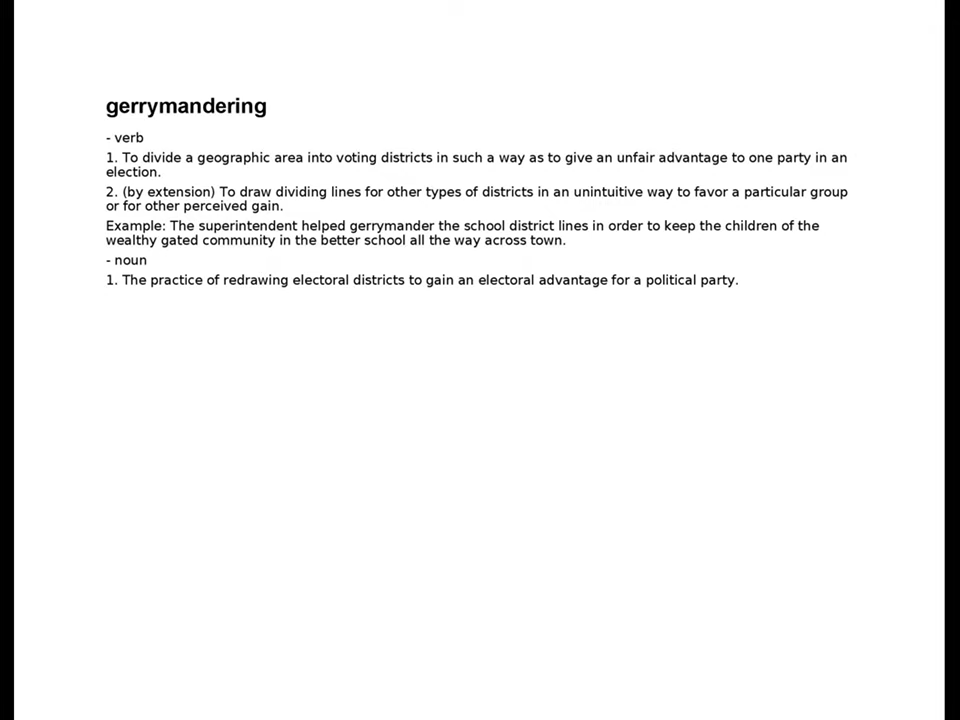 gerrymandering
- verb
1. To divide a geographic area into voting districts in such a way as to give an unfair advantage to one party in an
election.
2. (by extension) To draw dividing lines for other types of districts in an unintuitive way to favor a particular group
or for other perceived gain.
Example: The superintendent helped gerrymander the school district lines in order to keep the children of the
wealthy gated community in the better school all the way across town.
- noun
1. The practice of redrawing electoral districts to gain an electoral advantage for a political party.